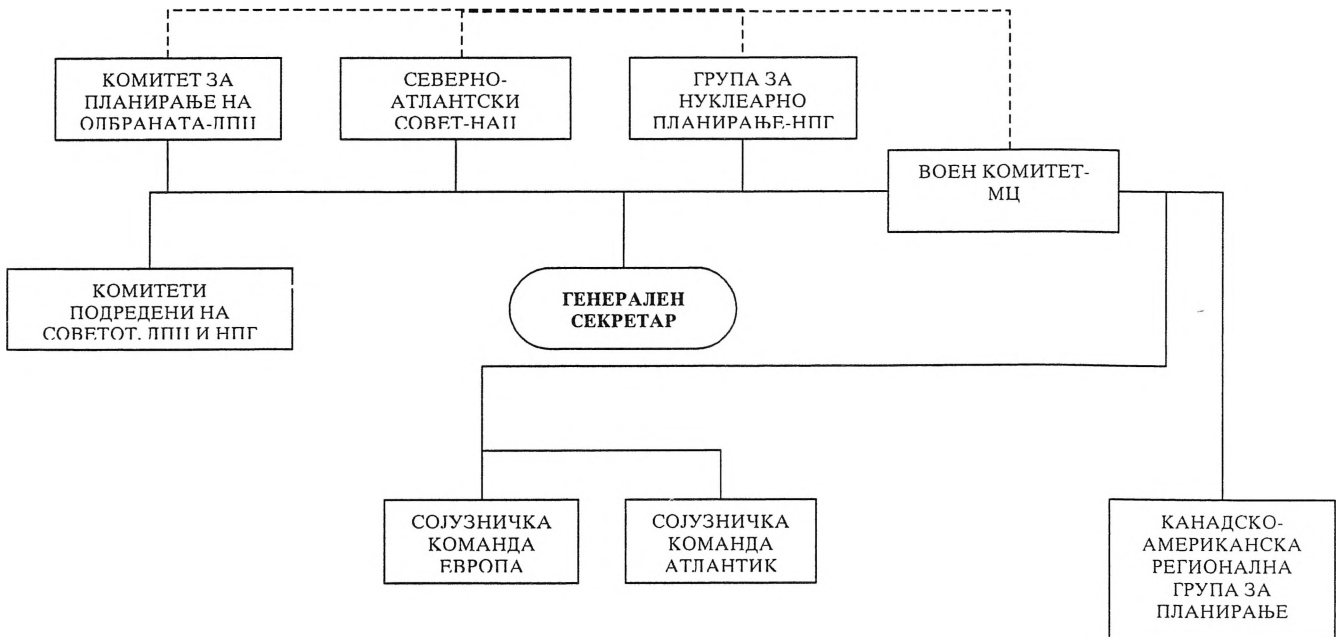 КОМИТЕТ ЗА
ПЛАНИРАЊЕ НА
ОДБРАНАТА-ДПЦ
СЕВЕРНО-
АТЛАНТСКИ
СОВЕТ-НАЦ
ГРУПА ЗА
НУКЛЕАРНО
ПЛАНИРАЊЕ-НПГ
ВОЕН КОМИТЕТ-
МЦ
КОМИТЕТИ
ПОДРЕДЕНИ НА
СОВЕТОТ, ДПЦ И НПГ
ГЕНЕРАЛЕН
СЕКРЕТАР
СОЈУЗНИЧКА
КОМАНДА
ЕВРОПА
СОЈУЗНИЧКА
КОМАНДА
АТЛАНТИК
КАНАДСКО-
АМЕРИКАНСКА
РЕГИОНАЛНА
ГРУПА ЗА
ПЛАНИРАЊЕ